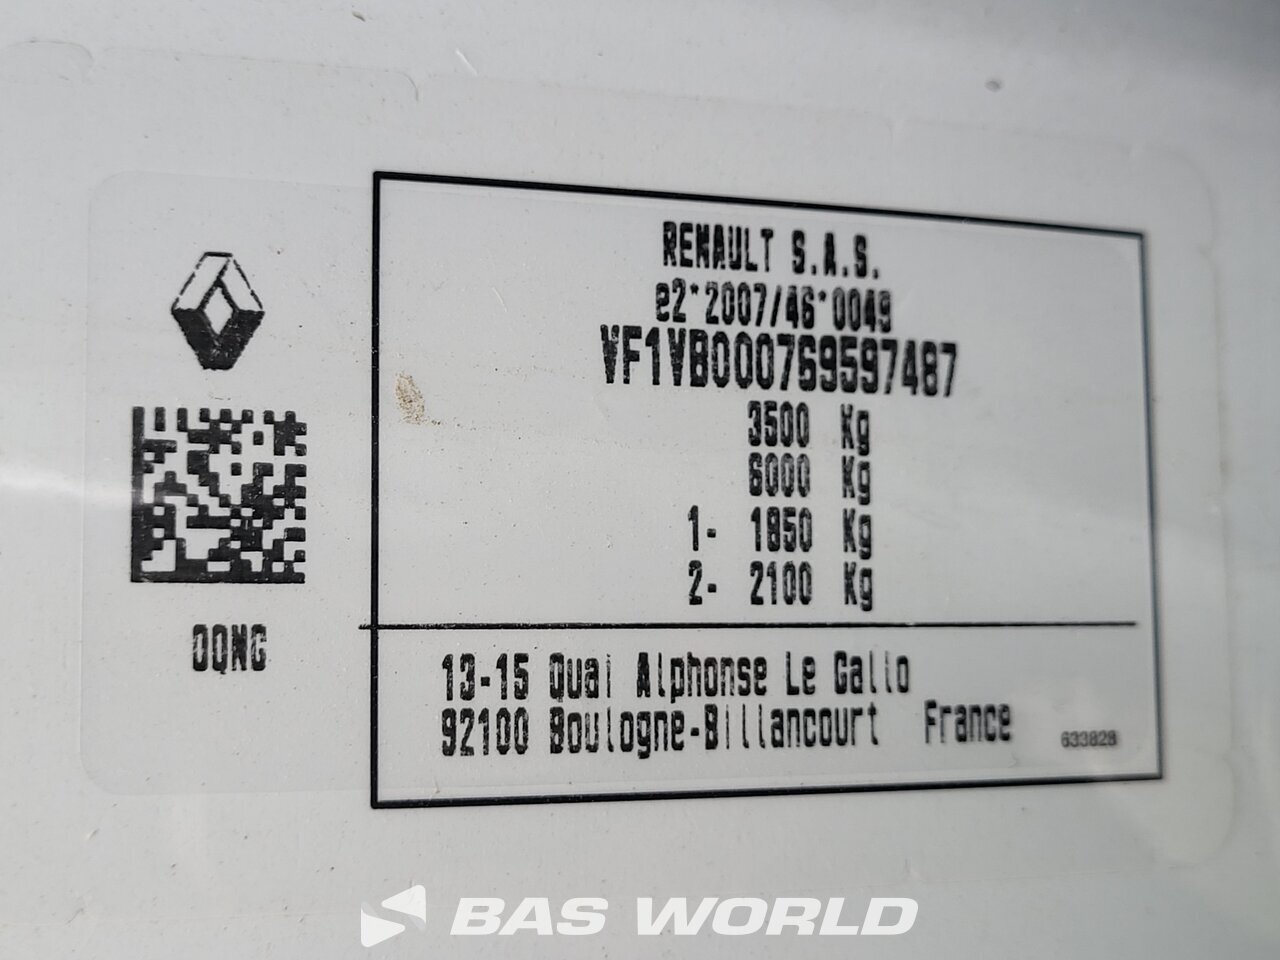 RENAULT S.A.S.
e2*2007/46*0049
VF1VB000769597487
3500 Kg
6000 Kg
1- 1850 Kg
2- 2100 Kg
0QNG
13-15 Quai Alphonse Le Gallo
92100 Boulogne-Billancourt France
633828
BAS WORLD